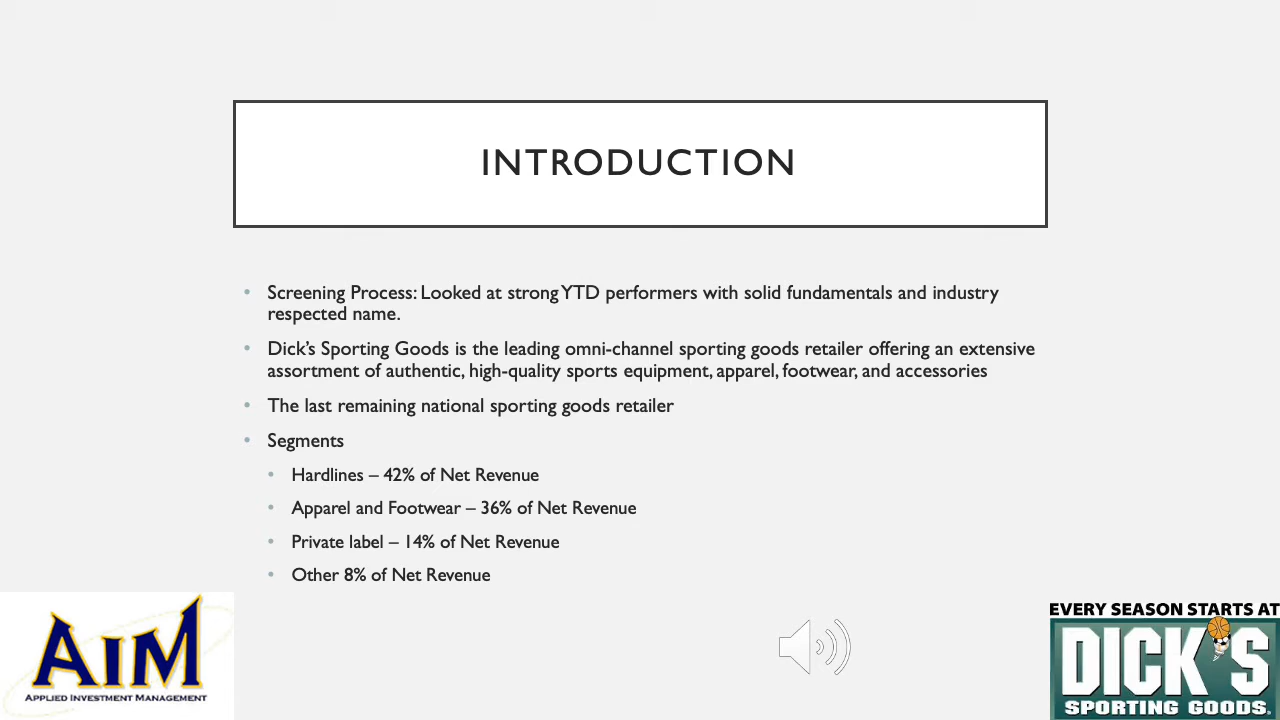 INTRODUCTION
• Screening Process: Looked at strong YTD performers with solid fundamentals and industry
respected name.
• Dick's Sporting Goods is the leading omni-channel sporting goods retailer offering an extensive
assortment of authentic, high-quality sports equipment, apparel, footwear, and accessories
• The last remaining national sporting goods retailer
• Segments
• Hardlines – 42% of Net Revenue
• Apparel and Footwear – 36% of Net Revenue
• Private label – 14% of Net Revenue
• Other 8% of Net Revenue
AIM
APPLIED INVESTMENT MANAGEMENT
EVERY SEASON STARTS AT
DICK'S
SPORTING GOODS.